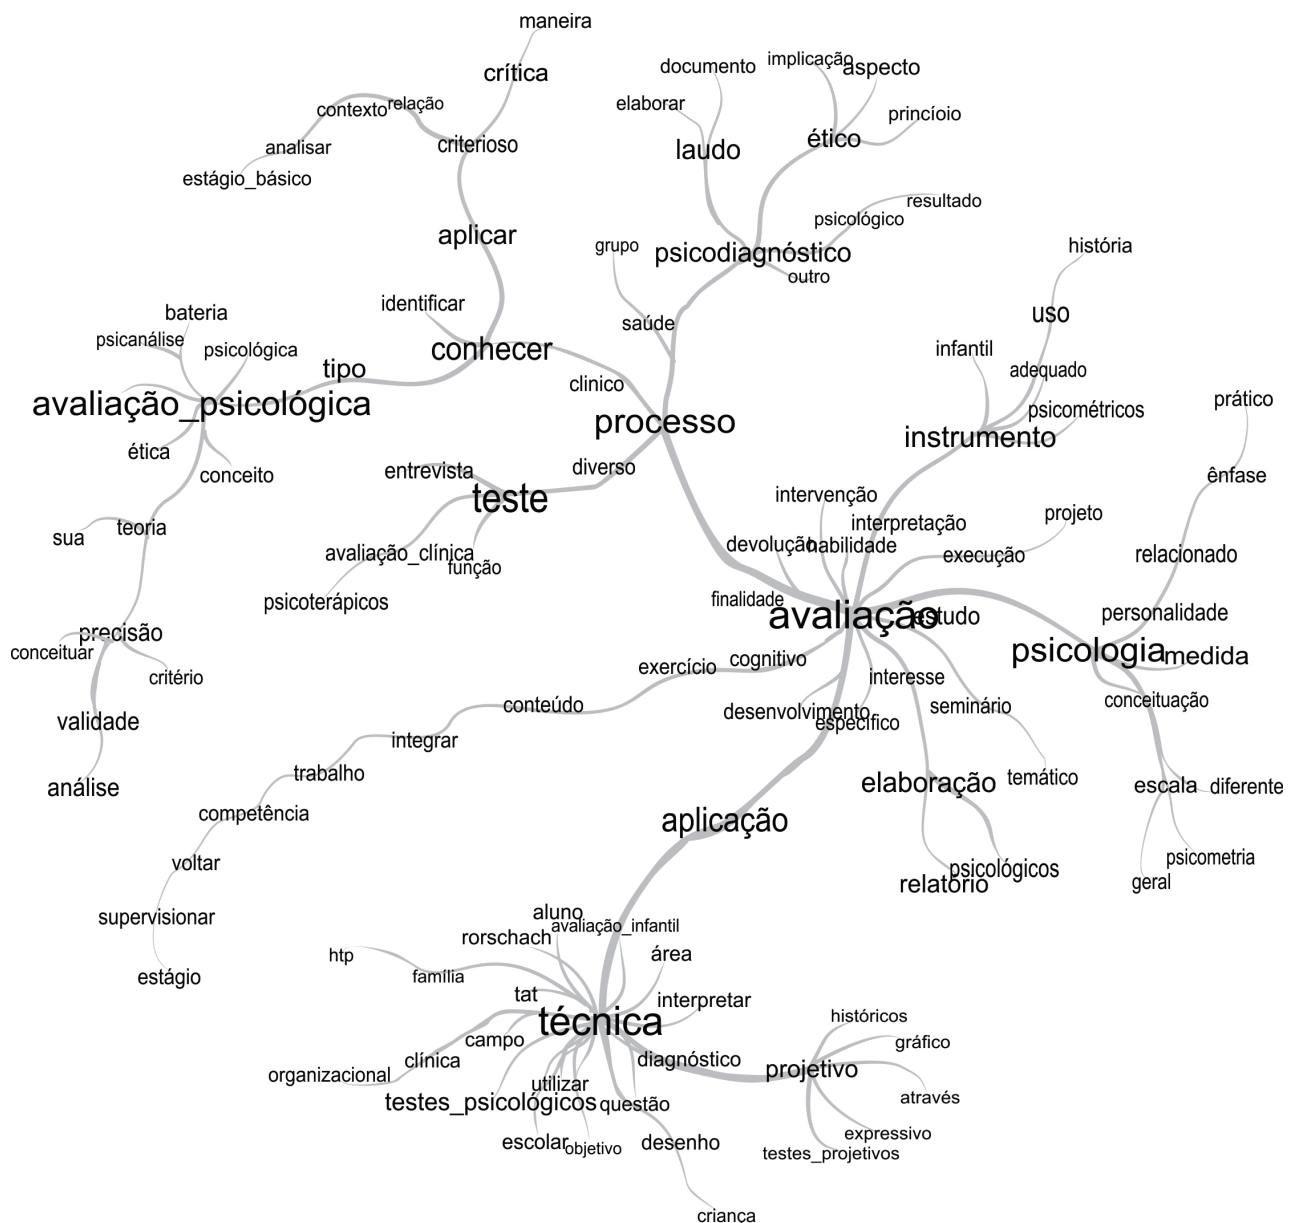 maneira
crítica
documento
implicação
aspecto
elaborar
contexto
relação
princíoio
criterioso
laudo
ético
analisar
estágio_básico
resultado
psicológico
aplicar
grupo
psicodiagnóstico
outro
história
identificar
bateria
uso
saúde
psicanálise
psicológica
conhecer
infantil
tipo
adequado
clinico
avaliação_psicológica
processo
psicométricos
prático
instrumento
ética
conceito
entrevista
diverso
ênfase
teste
intervenção
teoria
sua
interpretação
projeto
devolução
habilidade
avaliação_clínica
função
execução
relacionado
psicoterápicos
finalidade
avaliação
estudo
personalidade
precisão
conceituar
psicologia
medida
critério
exercício
cognitivo
interesse
conteúdo
desenvolvimento
específico
seminário
conceituação
validade
integrar
trabalho
análise
elaboração
temático
escala
diferente
competência
aplicação
voltar
psicológicos
relatório
psicometria
geral
supervisionar
aluno
avaliação_infantil
rorschach
htp
família
área
estágio
tat
interpretar
técnica
históricos
campo
gráfico
clínica
diagnóstico
projetivo
organizacional
utilizar
testes_psicológicos
questão
através
escolar
objetivo
desenho
expressivo
testes_projetivos
criança